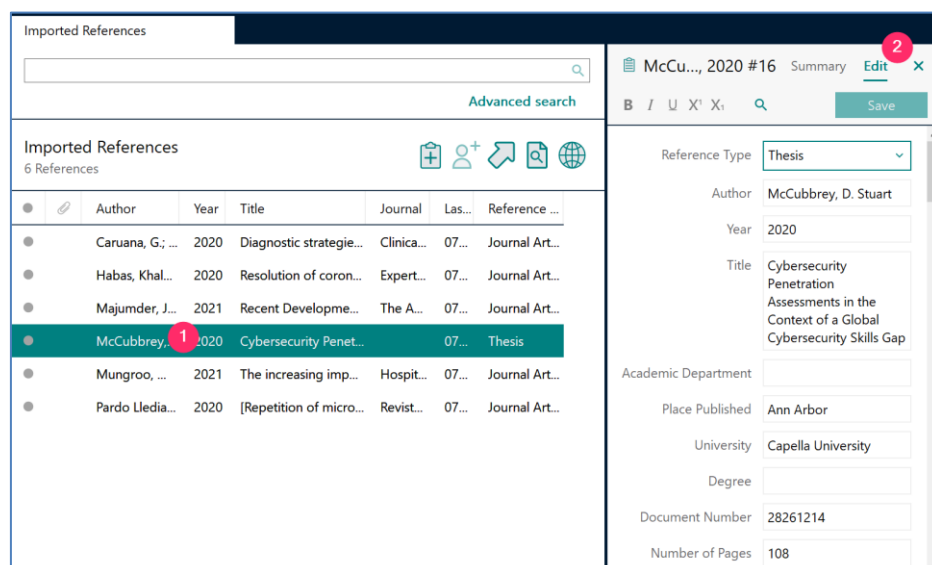 Imported References
Advanced search
Imported References
6 References
Author Year Title Journal Las... Reference ...
Caruana, G.; ... 2020 Diagnostic strategie... Clinica... 07... Journal Art...
Habas, Khal... 2020 Resolution of coron... Expert... 07... Journal Art...
Majumder, J... 2021 Recent Developme... The A... 07... Journal Art...
McCubbrey, 1 2020 Cybersecurity Penet... 07... Thesis
Mungroo, ... 2021 The increasing imp... Hospit... 07... Journal Art...
Pardo Lledia... 2020 [Repetition of micro... Revist... 07... Journal Art...
2
McCu..., 2020 #16 Summary Edit
B I U X¹ X₁ Save
Reference Type Thesis
Author McCubbrey, D. Stuart
Year 2020
Title Cybersecurity
Penetration
Assessments in the
Context of a Global
Cybersecurity Skills Gap
Academic Department
Place Published Ann Arbor
University Capella University
Degree
Document Number 28261214
Number of Pages 108